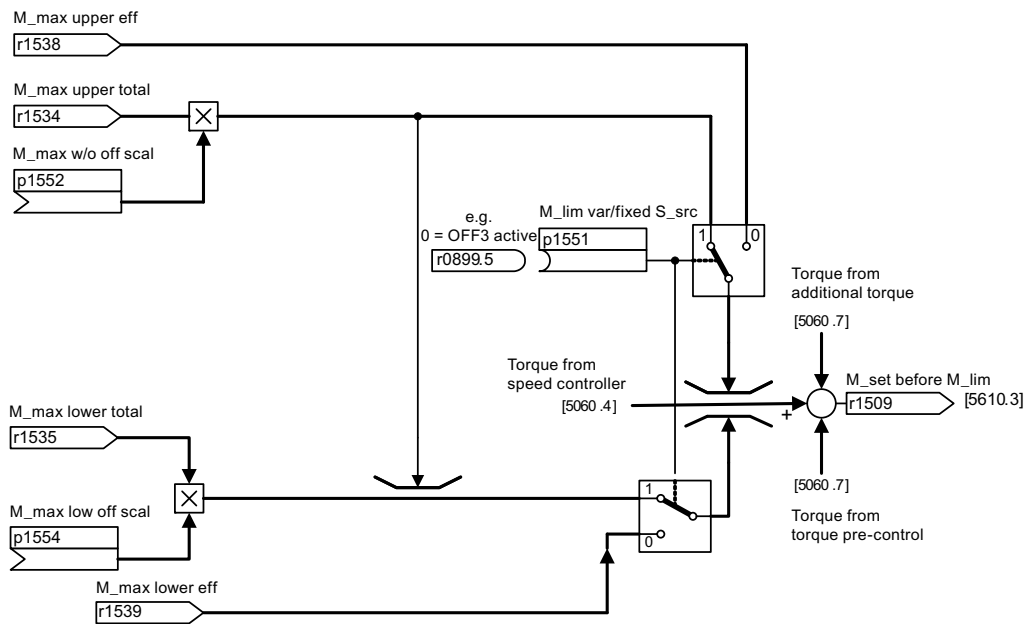 M_max upper eff
r1538
M_max upper total
r1534
M_max w/o off scal
p1552
e.g.
0 = OFF3 active
r0899.5
M_lim var/fixed S_src
p1551
1
0
Torque from
additional torque
[5060 .7]
Torque from
speed controller
[5060 .4]
+
M_set before M_lim
r1509
[5610.3]
M_max lower total
r1535
M_max low off scal
p1554
1
0
[5060 .7]
Torque from
torque pre-control
M_max lower eff
r1539